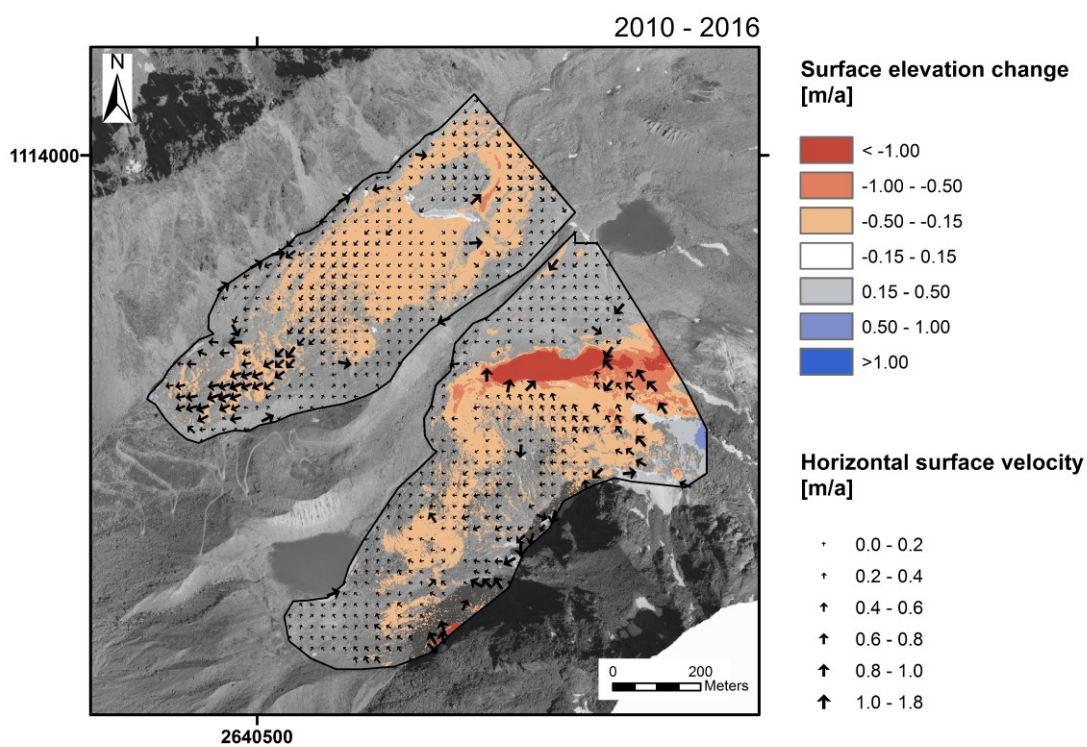 2010 - 2016
N
1114000
2640500
0 200
Meters
Surface elevation change
[m/a]
< -1.00
-1.00 - -0.50
-0.50 - -0.15
-0.15 - 0.15
0.15 - 0.50
0.50 - 1.00
>1.00
Horizontal surface velocity
[m/a]
0.0 - 0.2
0.2 - 0.4
0.4 - 0.6
0.6 - 0.8
0.8 - 1.0
1.0 - 1.8